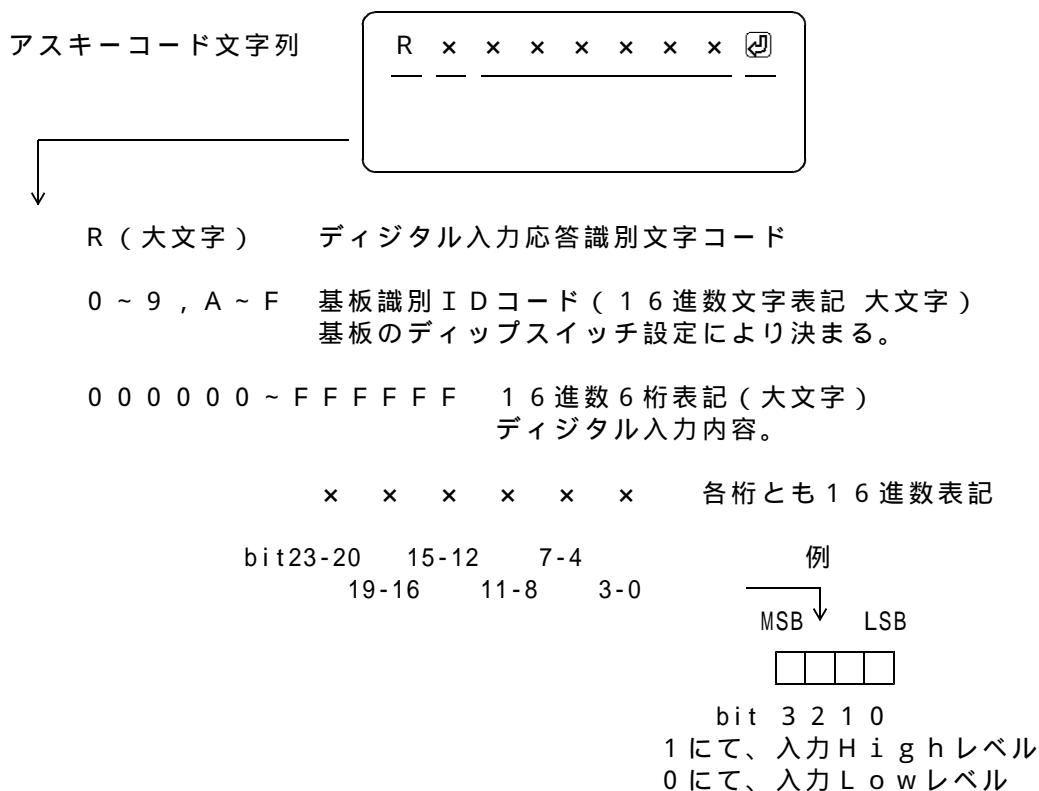 アスキーコード文字列
R × × × × × × × ⏎
R(大文字) ディジタル入力応答識別文字コード
0~9,A~F 基板識別IDコード(16進数文字表記 大文字)
基板のディップスイッチ設定により決まる。
000000~FFFFFF 16進数6桁表記(大文字)
ディジタル入力内容。
× × × × × × 各桁とも16進数表記
bit23-20 15-12 7-4 例
19-16 11-8 3-0
MSB LSB
bit 3 2 1 0
1にて、入力Highレベル
0にて、入力Lowレベル